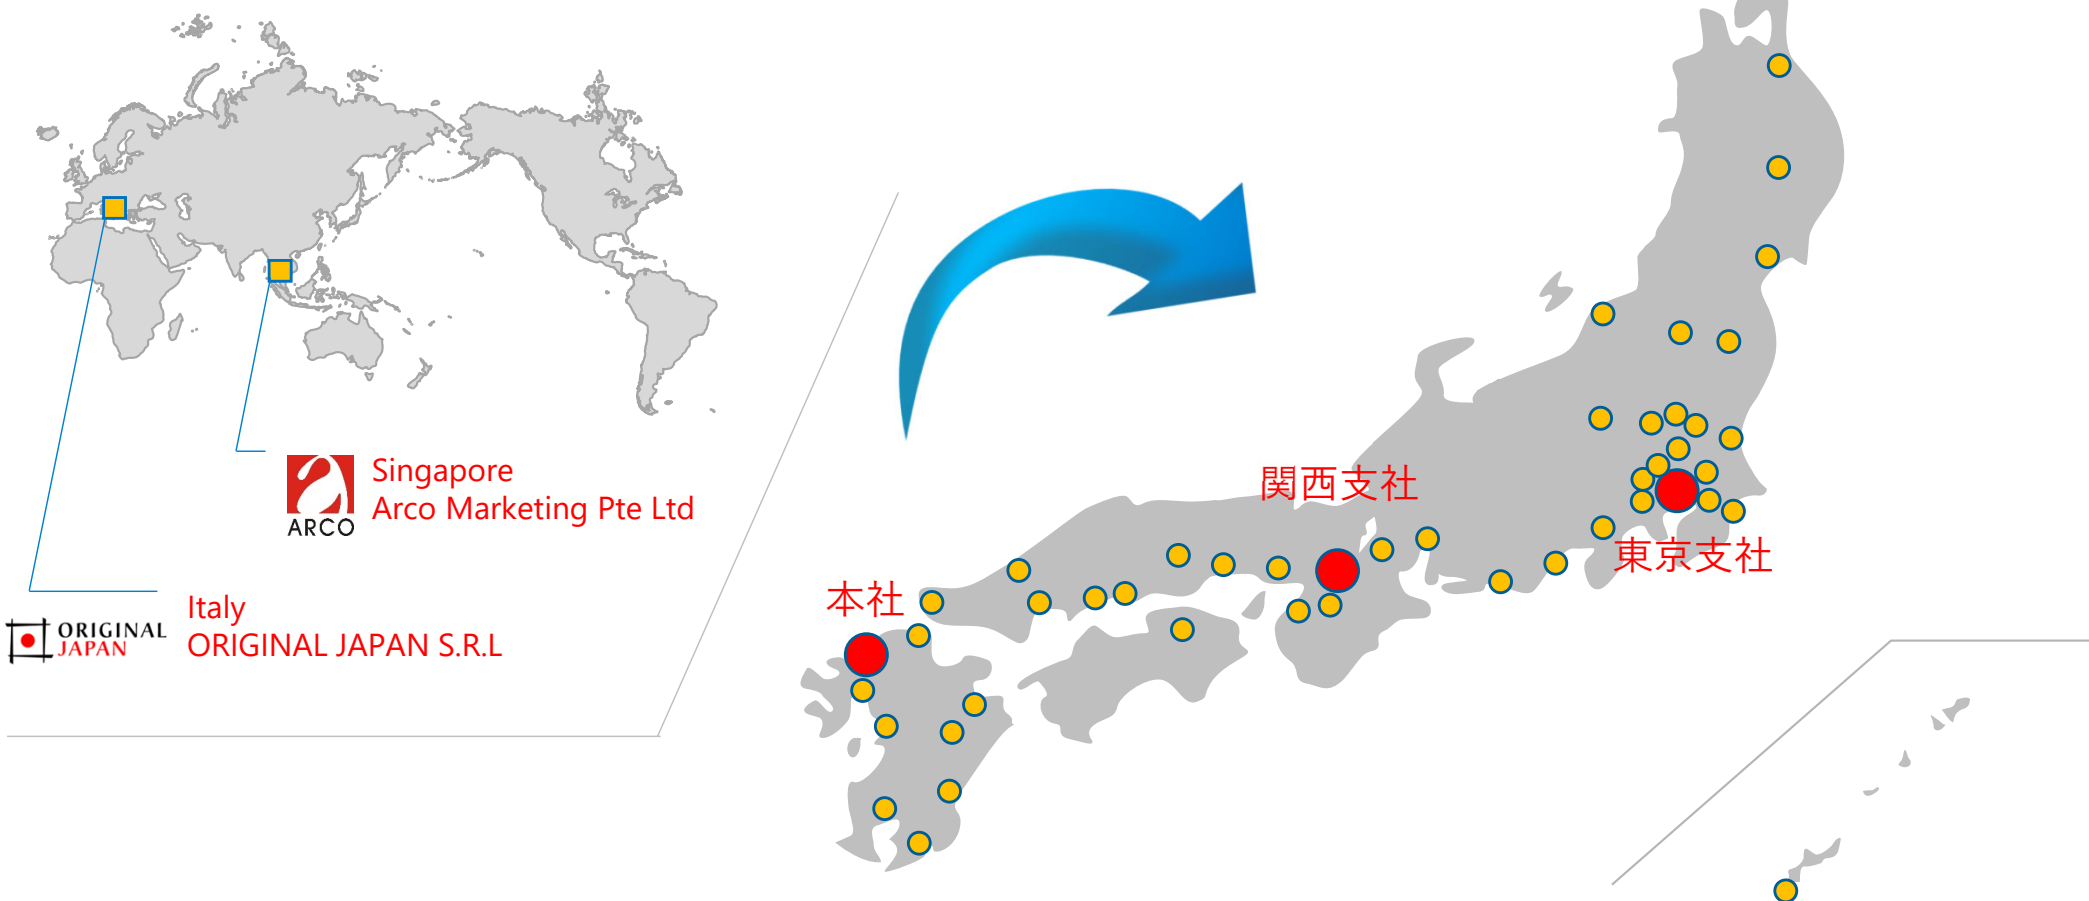 Singapore
Arco Marketing Pte Ltd
ARCO
Italy
ORIGINAL JAPAN S.R.L
ORIGINAL
JAPAN
関西支社
東京支社
本社